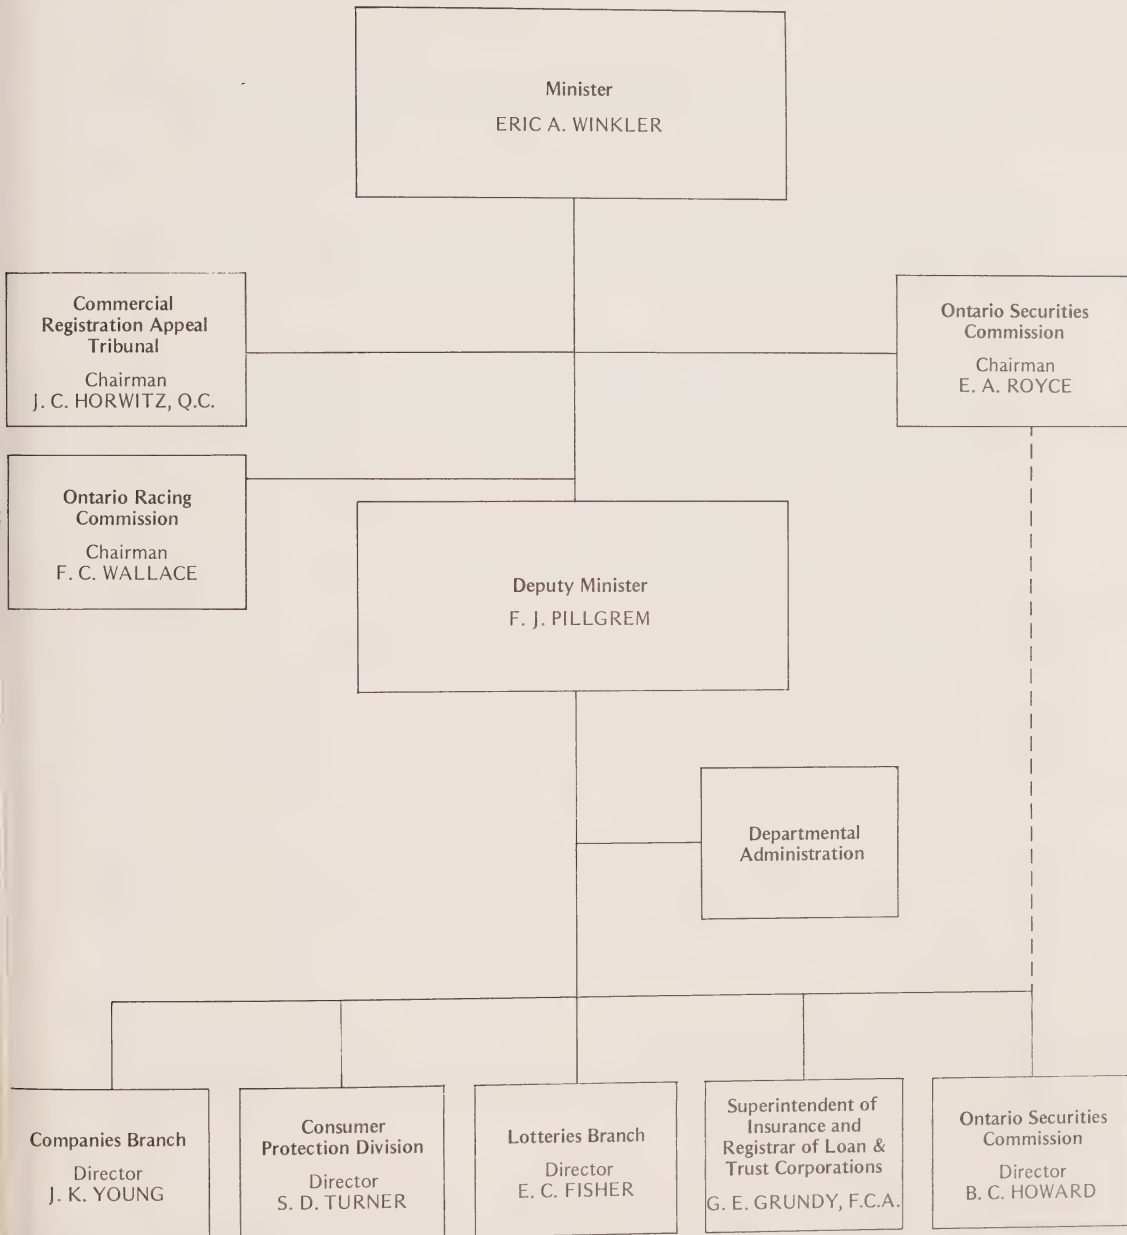 Minister
ERIC A. WINKLER
Commercial
Registration Appeal
Tribunal
Chairman
J. C. HORWITZ, Q.C.
Ontario Securities
Commission
Chairman
E. A. ROYCE
Ontario Racing
Commission
Chairman
F. C. WALLACE
Deputy Minister
F. J. PILLGREM
Departmental
Administration
Companies Branch
Director
J. K. YOUNG
Consumer
Protection Division
Director
S. D. TURNER
Lotteries Branch
Director
E. C. FISHER
Superintendent of
Insurance and
Registrar of Loan &
Trust Corporations
G. E. GRUNDY, F.C.A.
Ontario Securities
Commission
Director
B. C. HOWARD